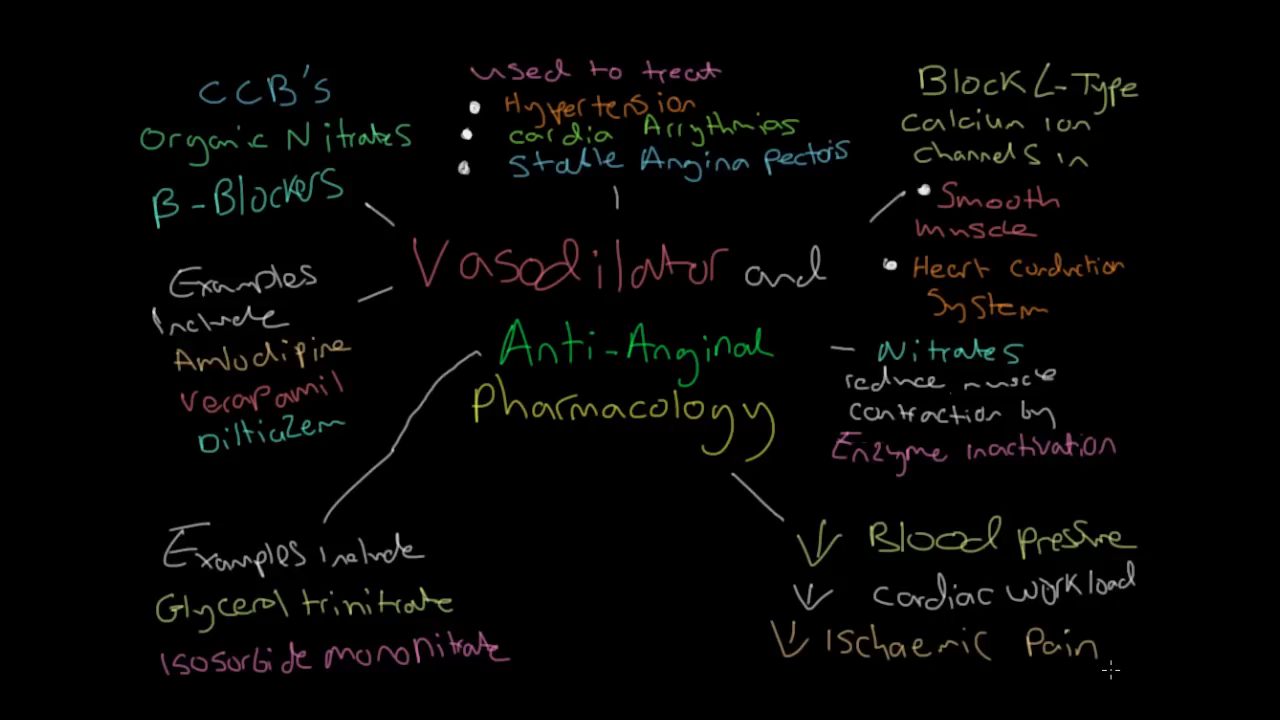 CCB's
Organic Nitrates
β-Blockers
used to treat
• Hypertension
• cardia Arrythmias
• Stable Angina pectois
Block L-Type
Calcium ion
channels in
• Smooth
muscle
• Heart conduction
System
Vasodilator and
Anti-Anginal
Pharmacology
Examples
include
Amlodipine
Verapamil
Diltiazem
Nitrates
reduce muscle
contraction by
Enzyme inactivation
Examples include
Glycerol trinitrate
Isosorbide mononitrate
↓ Blood pressure
↓ Cardiac workload
↓ Ischaemic Pain